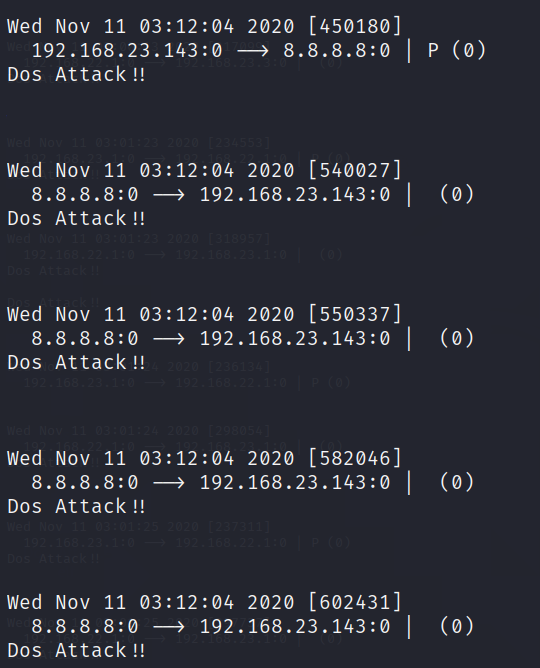 Wed Nov 11 03:12:04 2020 [450180]
192.168.23.143:0 --> 8.8.8.8:0 | P (0)
Dos Attack!!
Wed Nov 11 03:12:04 2020 [540027]
8.8.8.8:0 --> 192.168.23.143:0 | (0)
Dos Attack!!
Wed Nov 11 03:12:04 2020 [550337]
8.8.8.8:0 --> 192.168.23.143:0 | (0)
Dos Attack!!
Wed Nov 11 03:12:04 2020 [582046]
8.8.8.8:0 --> 192.168.23.143:0 | (0)
Dos Attack!!
Wed Nov 11 03:12:04 2020 [602431]
8.8.8.8:0 --> 192.168.23.143:0 | (0)
Dos Attack!!